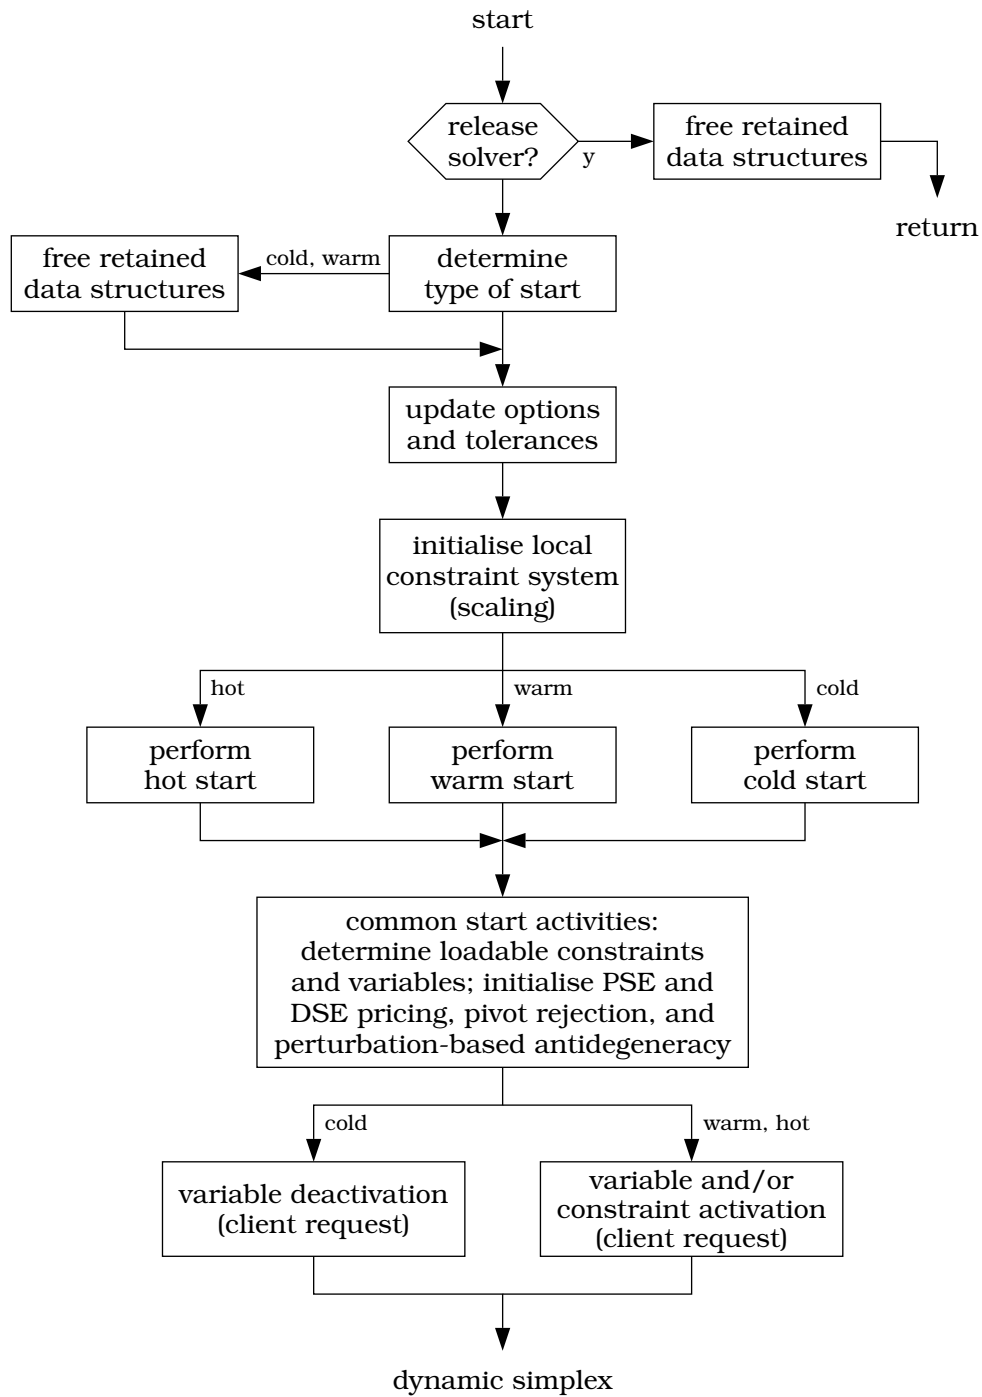 start
release
solver?
y
free retained
data structures
return
free retained
data structures
cold, warm
determine
type of start
update options
and tolerances
initialise local
constraint system
(scaling)
hot
warm
cold
perform
hot start
perform
warm start
perform
cold start
common start activities:
determine loadable constraints
and variables; initialise PSE and
DSE pricing, pivot rejection, and
perturbation-based antidegeneracy
cold
warm, hot
variable deactivation
(client request)
variable and/or
constraint activation
(client request)
dynamic simplex